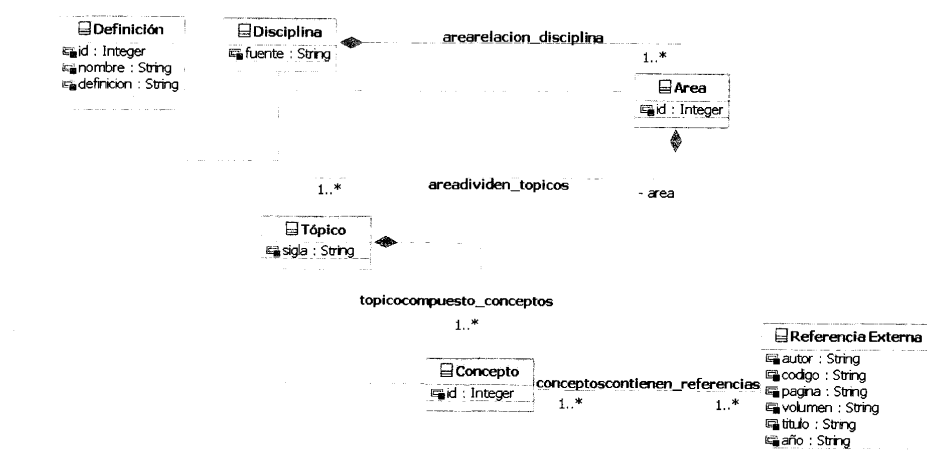 Definición
id : Integer
nombre : String
definicion : String
Disciplina
fuente : String
arearelacion_disciplina
1..*
Area
id : Integer
1..*
areadividen_topicos
- area
Tópico
sigla : String
topicocompuesto_conceptos
1..*
Concepto
id : Integer
conceptoscontienen_referencias
1..*
1..*
Referencia Externa
autor : String
codigo : String
pagina : String
volumen : String
titulo : String
año : String